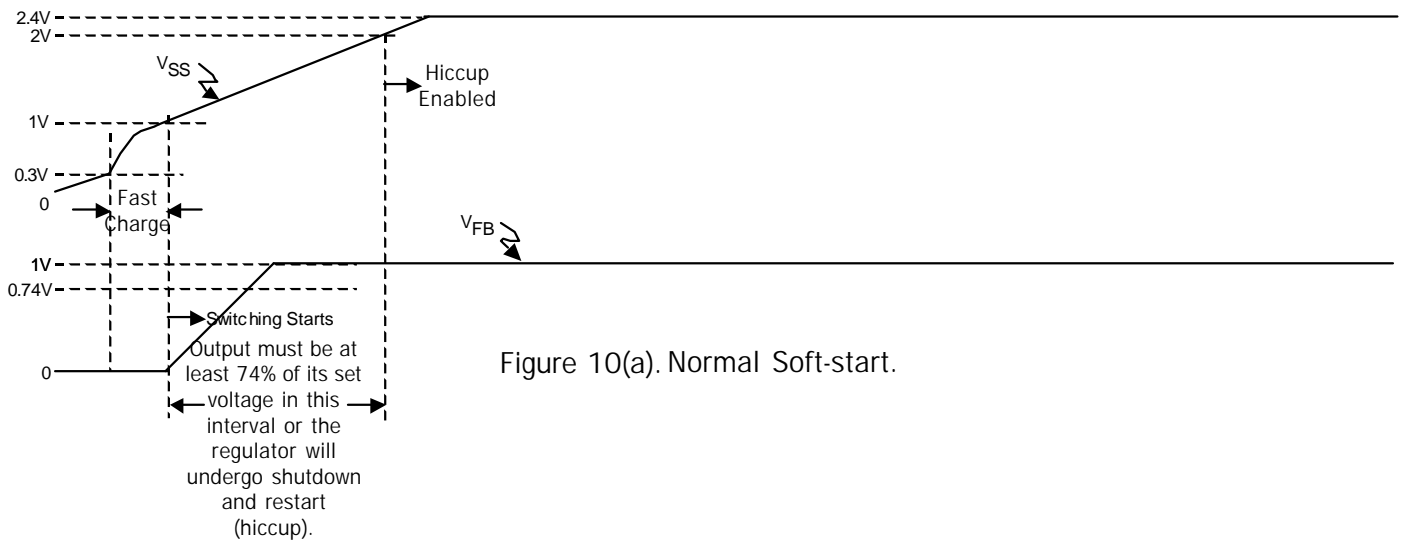 2.4V
2V
VSS
Hiccup
Enabled
1V
0.3V
0
Fast
Charge
VFB
1V
0.74V
Switching Starts
0
Output must be at
least 74% of its set
voltage in this
interval or the
regulator will
undergo shutdown
and restart
(hiccup).
Figure 10(a). Normal Soft-start.